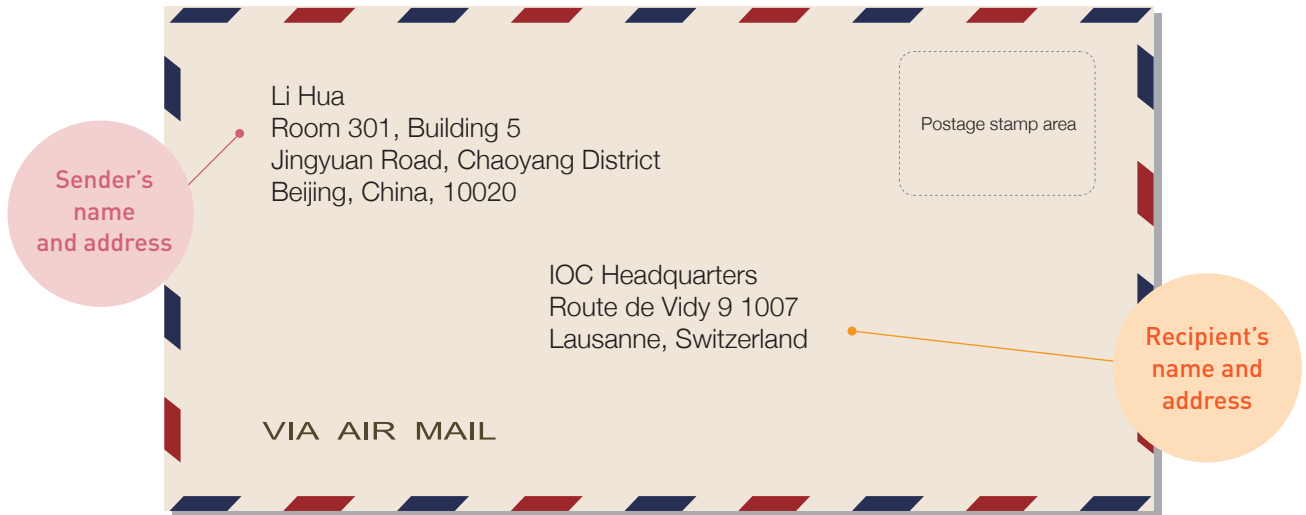 Li Hua
Room 301, Building 5
Jingyuan Road, Chaoyang District
Beijing, China, 10020
Postage stamp area
Sender's
name
and address
IOC Headquarters
Route de Vidy 9 1007
Lausanne, Switzerland
Recipient's
name and
address
VIA AIR MAIL